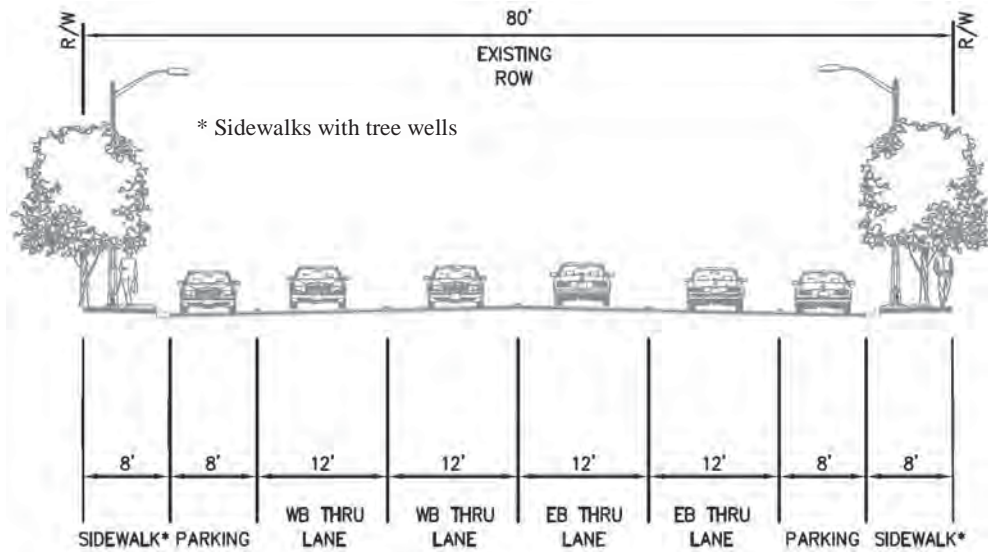 R/W
80'
R/W
EXISTING
ROW
* Sidewalks with tree wells
8' 8' 12' 12' 12' 12' 8' 8'
WB THRU WB THRU EB THRU EB THRU
SIDEWALK* PARKING LANE LANE LANE LANE PARKING SIDEWALK*